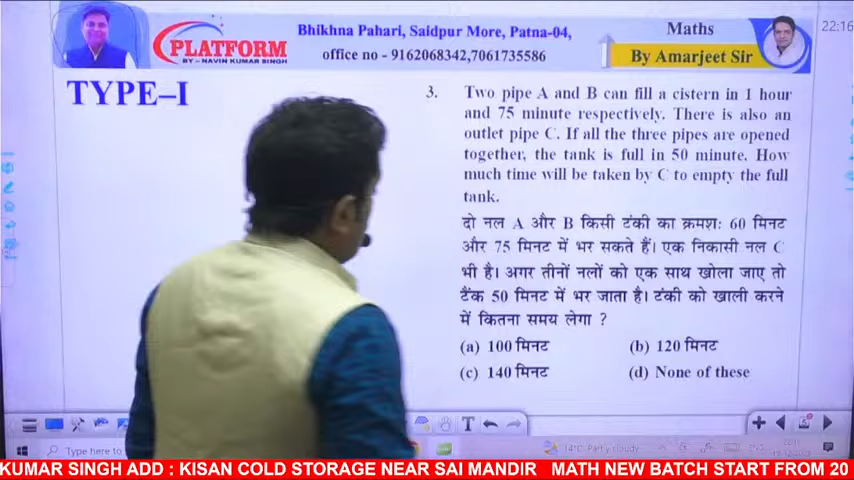 PLATFORM
BY - NAVIN KUMAR SINGH
Bhikhna Pahari, Saidpur More, Patna-04,
office no - 9162068342,7061735586
Maths
By Amarjeet Sir
22:16
TYPE–I
3. Two pipe A and B can fill a cistern in 1 hour
and 75 minute respectively. There is also an
outlet pipe C. If all the three pipes are opened
together, the tank is full in 50 minute. How
much time will be taken by C to empty the full
tank.
दो नल A और B किसी टंकी का क्रमशः 60 मिनट
और 75 मिनट में भर सकते हैं। एक निकासी नल C
भी है। अगर तीनों नलों को एक साथ खोला जाए तो
टैंक 50 मिनट में भर जाता है। टंकी को खाली करने
में कितना समय लेगा ?
(a) 100 मिनट (b) 120 मिनट
(c) 140 मिनट (d) None of these
T
Type here to
14°C Partly cloudy
KUMAR SINGH ADD : KISAN COLD STORAGE NEAR SAI MANDIR MATH NEW BATCH START FROM 20